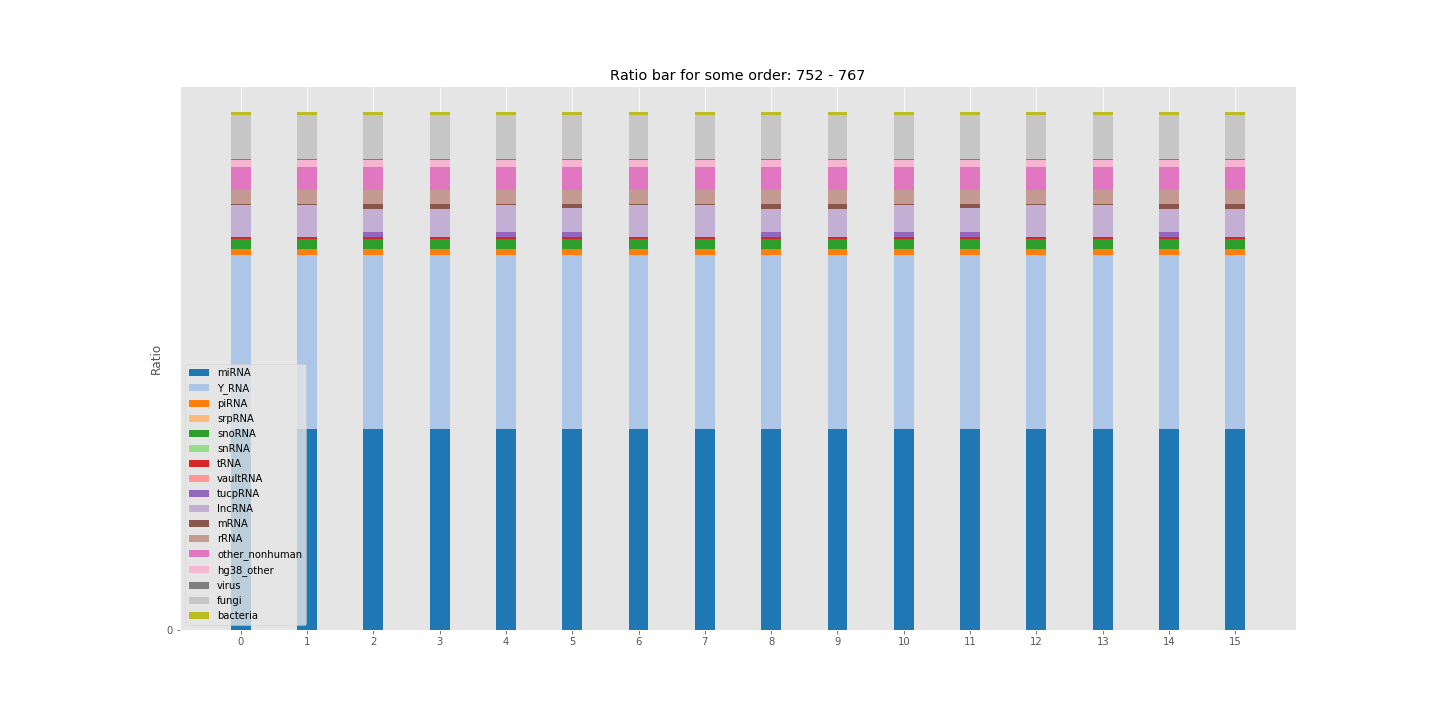 Ratio bar for some order: 752 - 767
Ratio
miRNA
Y_RNA
piRNA
srpRNA
snoRNA
snRNA
tRNA
vaultRNA
tucpRNA
lncRNA
mRNA
rRNA
other_nonhuman
hg38_other
virus
fungi
bacteria
0
0 1 2 3 4 5 6 7 8 9 10 11 12 13 14 15